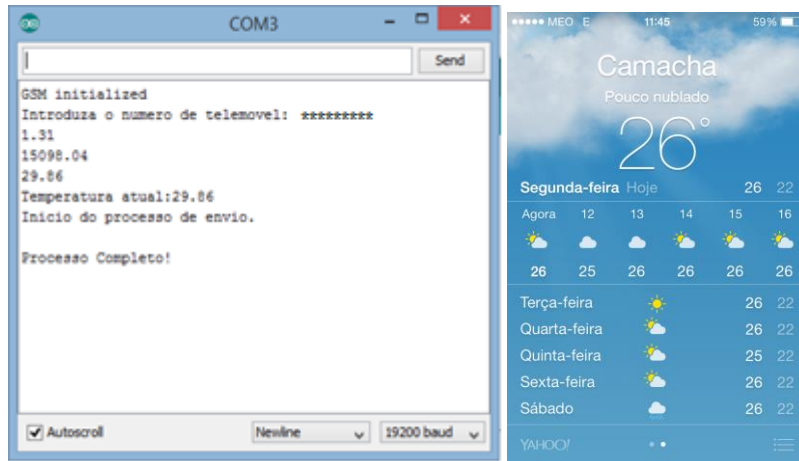 COM3
Send
GSM initialized
Introduza o numero de telemovel: *********
1.31
15098.04
29.86
Temperatura atual:29.86
Inicio do processo de envio.
Processo Completo!
Autoscroll Newline 19200 baud
MEO E 11:45 59%
Camacha
Pouco nublado
26°
Segunda-feira Hoje 26 22
Agora 12 13 14 15 16
26 25 26 26 26 26
Terça-feira 26 22
Quarta-feira 26 22
Quinta-feira 25 22
Sexta-feira 26 22
Sábado 26 22
YAHOO!